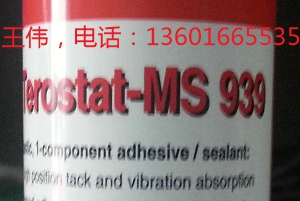 王伟，电话：13601665535
Terostat-MS 939
1-component adhesive / sealant:
position tack and vibration absorption